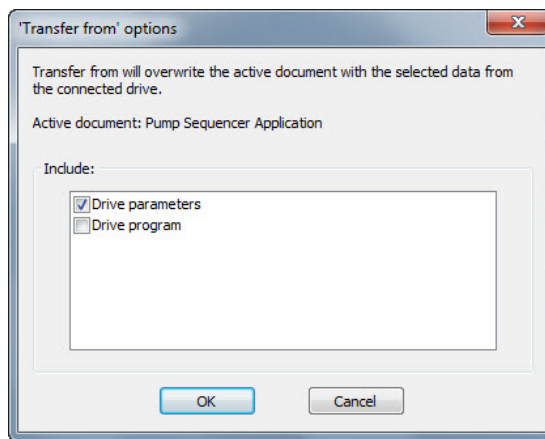 'Transfer from' options
Transfer from will overwrite the active document with the selected data from
the connected drive.
Active document: Pump Sequencer Application
Include:
Drive parameters
Drive program
OK
Cancel